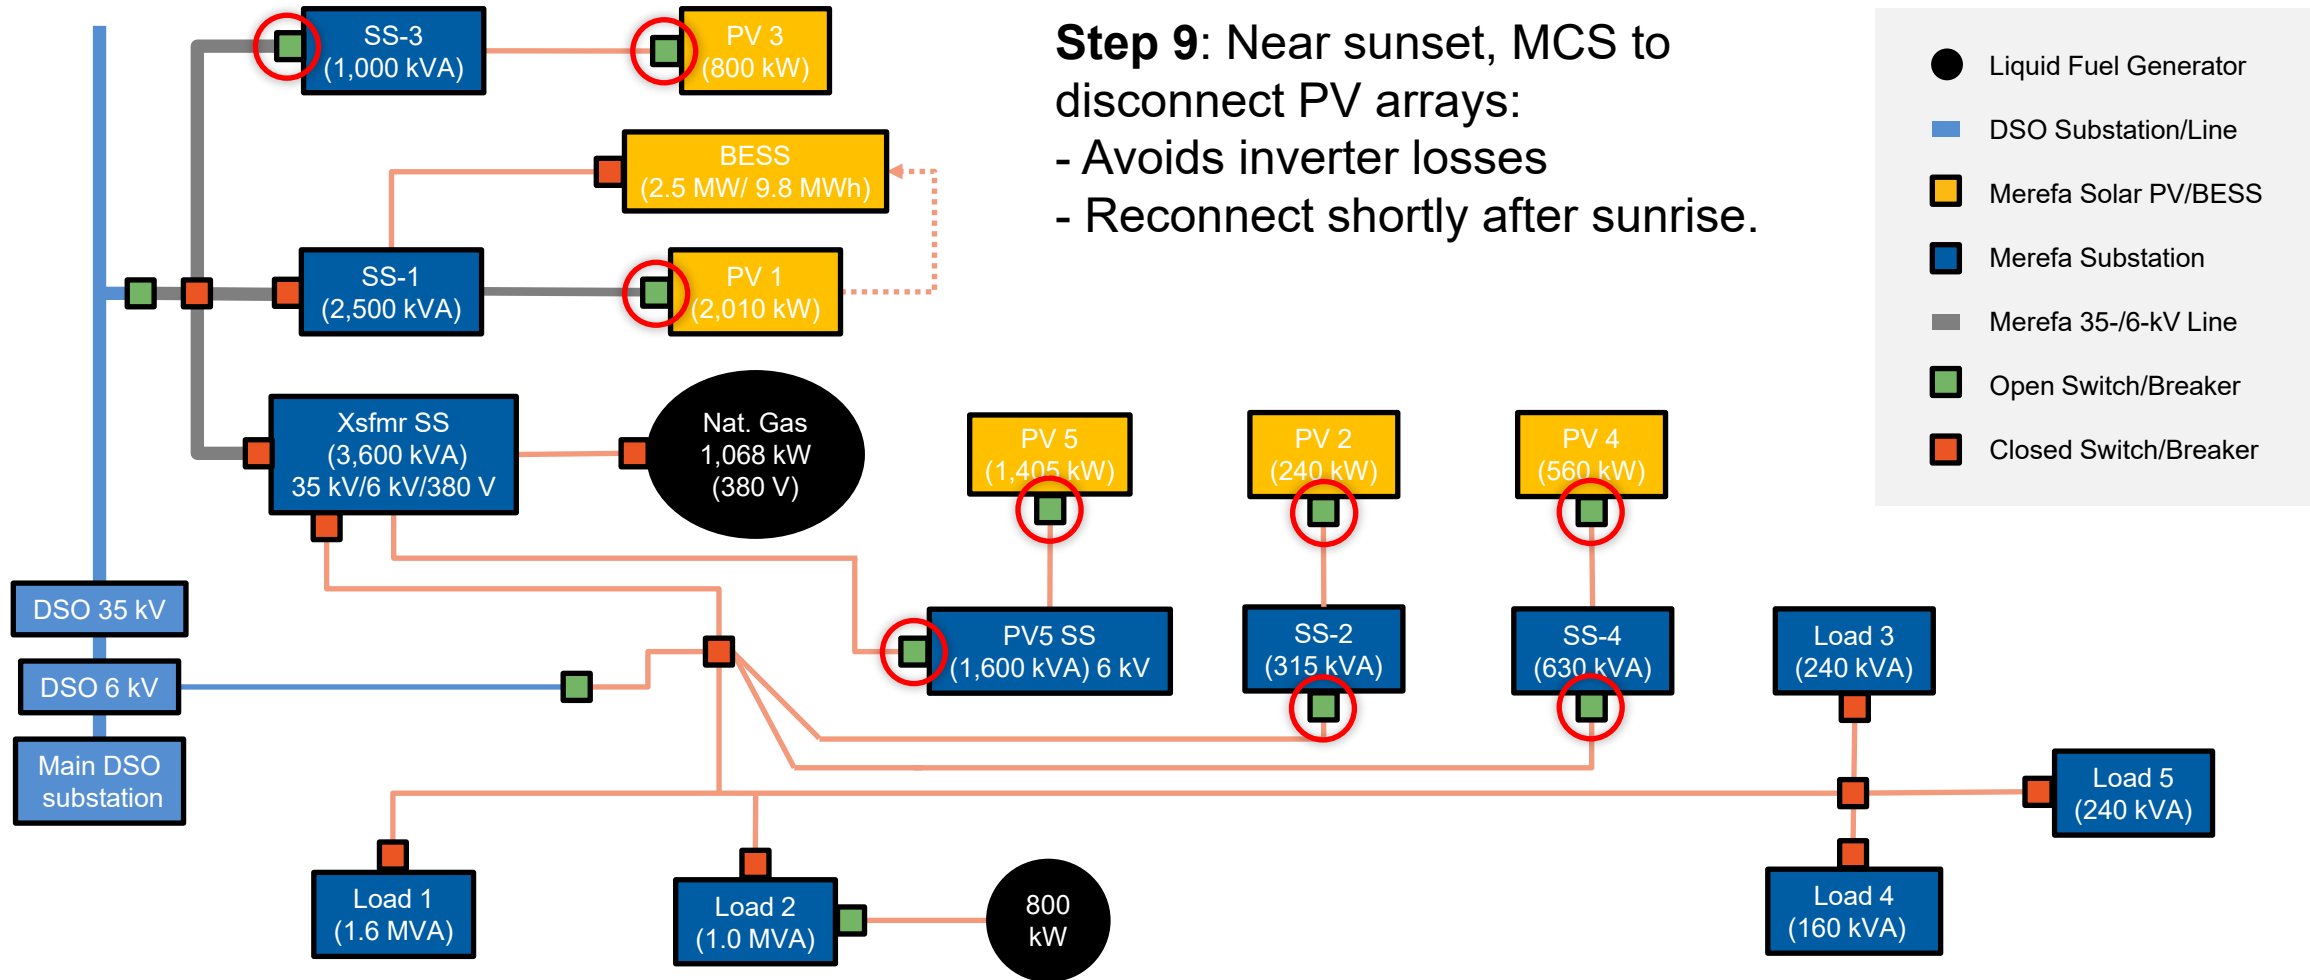 SS-3
(1,000 kVA)
PV 3
(800 kW)
Step 9: Near sunset, MCS to
disconnect PV arrays:
- Avoids inverter losses
- Reconnect shortly after sunrise.
BESS
(2.5 MW/ 9.8 MWh)
SS-1
(2,500 kVA)
PV 1
(2,010 kW)
Liquid Fuel Generator
DSO Substation/Line
Merefa Solar PV/BESS
Merefa Substation
Merefa 35-/6-kV Line
Open Switch/Breaker
Closed Switch/Breaker
Xsfmr SS
(3,600 kVA)
35 kV/6 kV/380 V
Nat. Gas
1,068 kW
(380 V)
PV 5
(1,405 kW)
PV 2
(240 kW)
PV 4
(560 kW)
DSO 35 kV
DSO 6 kV
Main DSO
substation
PV5 SS
(1,600 kVA) 6 kV
SS-2
(315 kVA)
SS-4
(630 kVA)
Load 3
(240 kVA)
Load 5
(240 kVA)
Load 1
(1.6 MVA)
Load 2
(1.0 MVA)
800
kW
Load 4
(160 kVA)